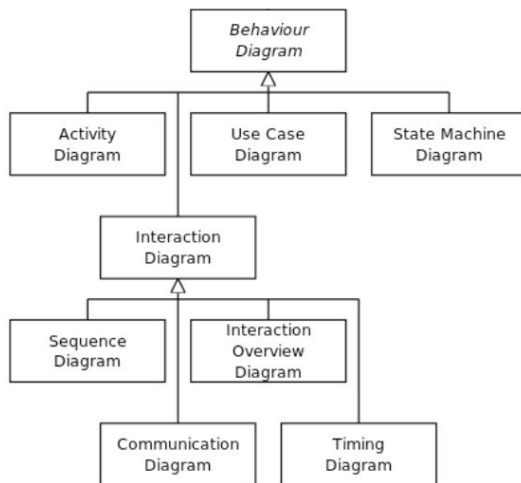 Behaviour
Diagram
Activity
Diagram
Use Case
Diagram
State Machine
Diagram
Interaction
Diagram
Sequence
Diagram
Interaction
Overview
Diagram
Communication
Diagram
Timing
Diagram